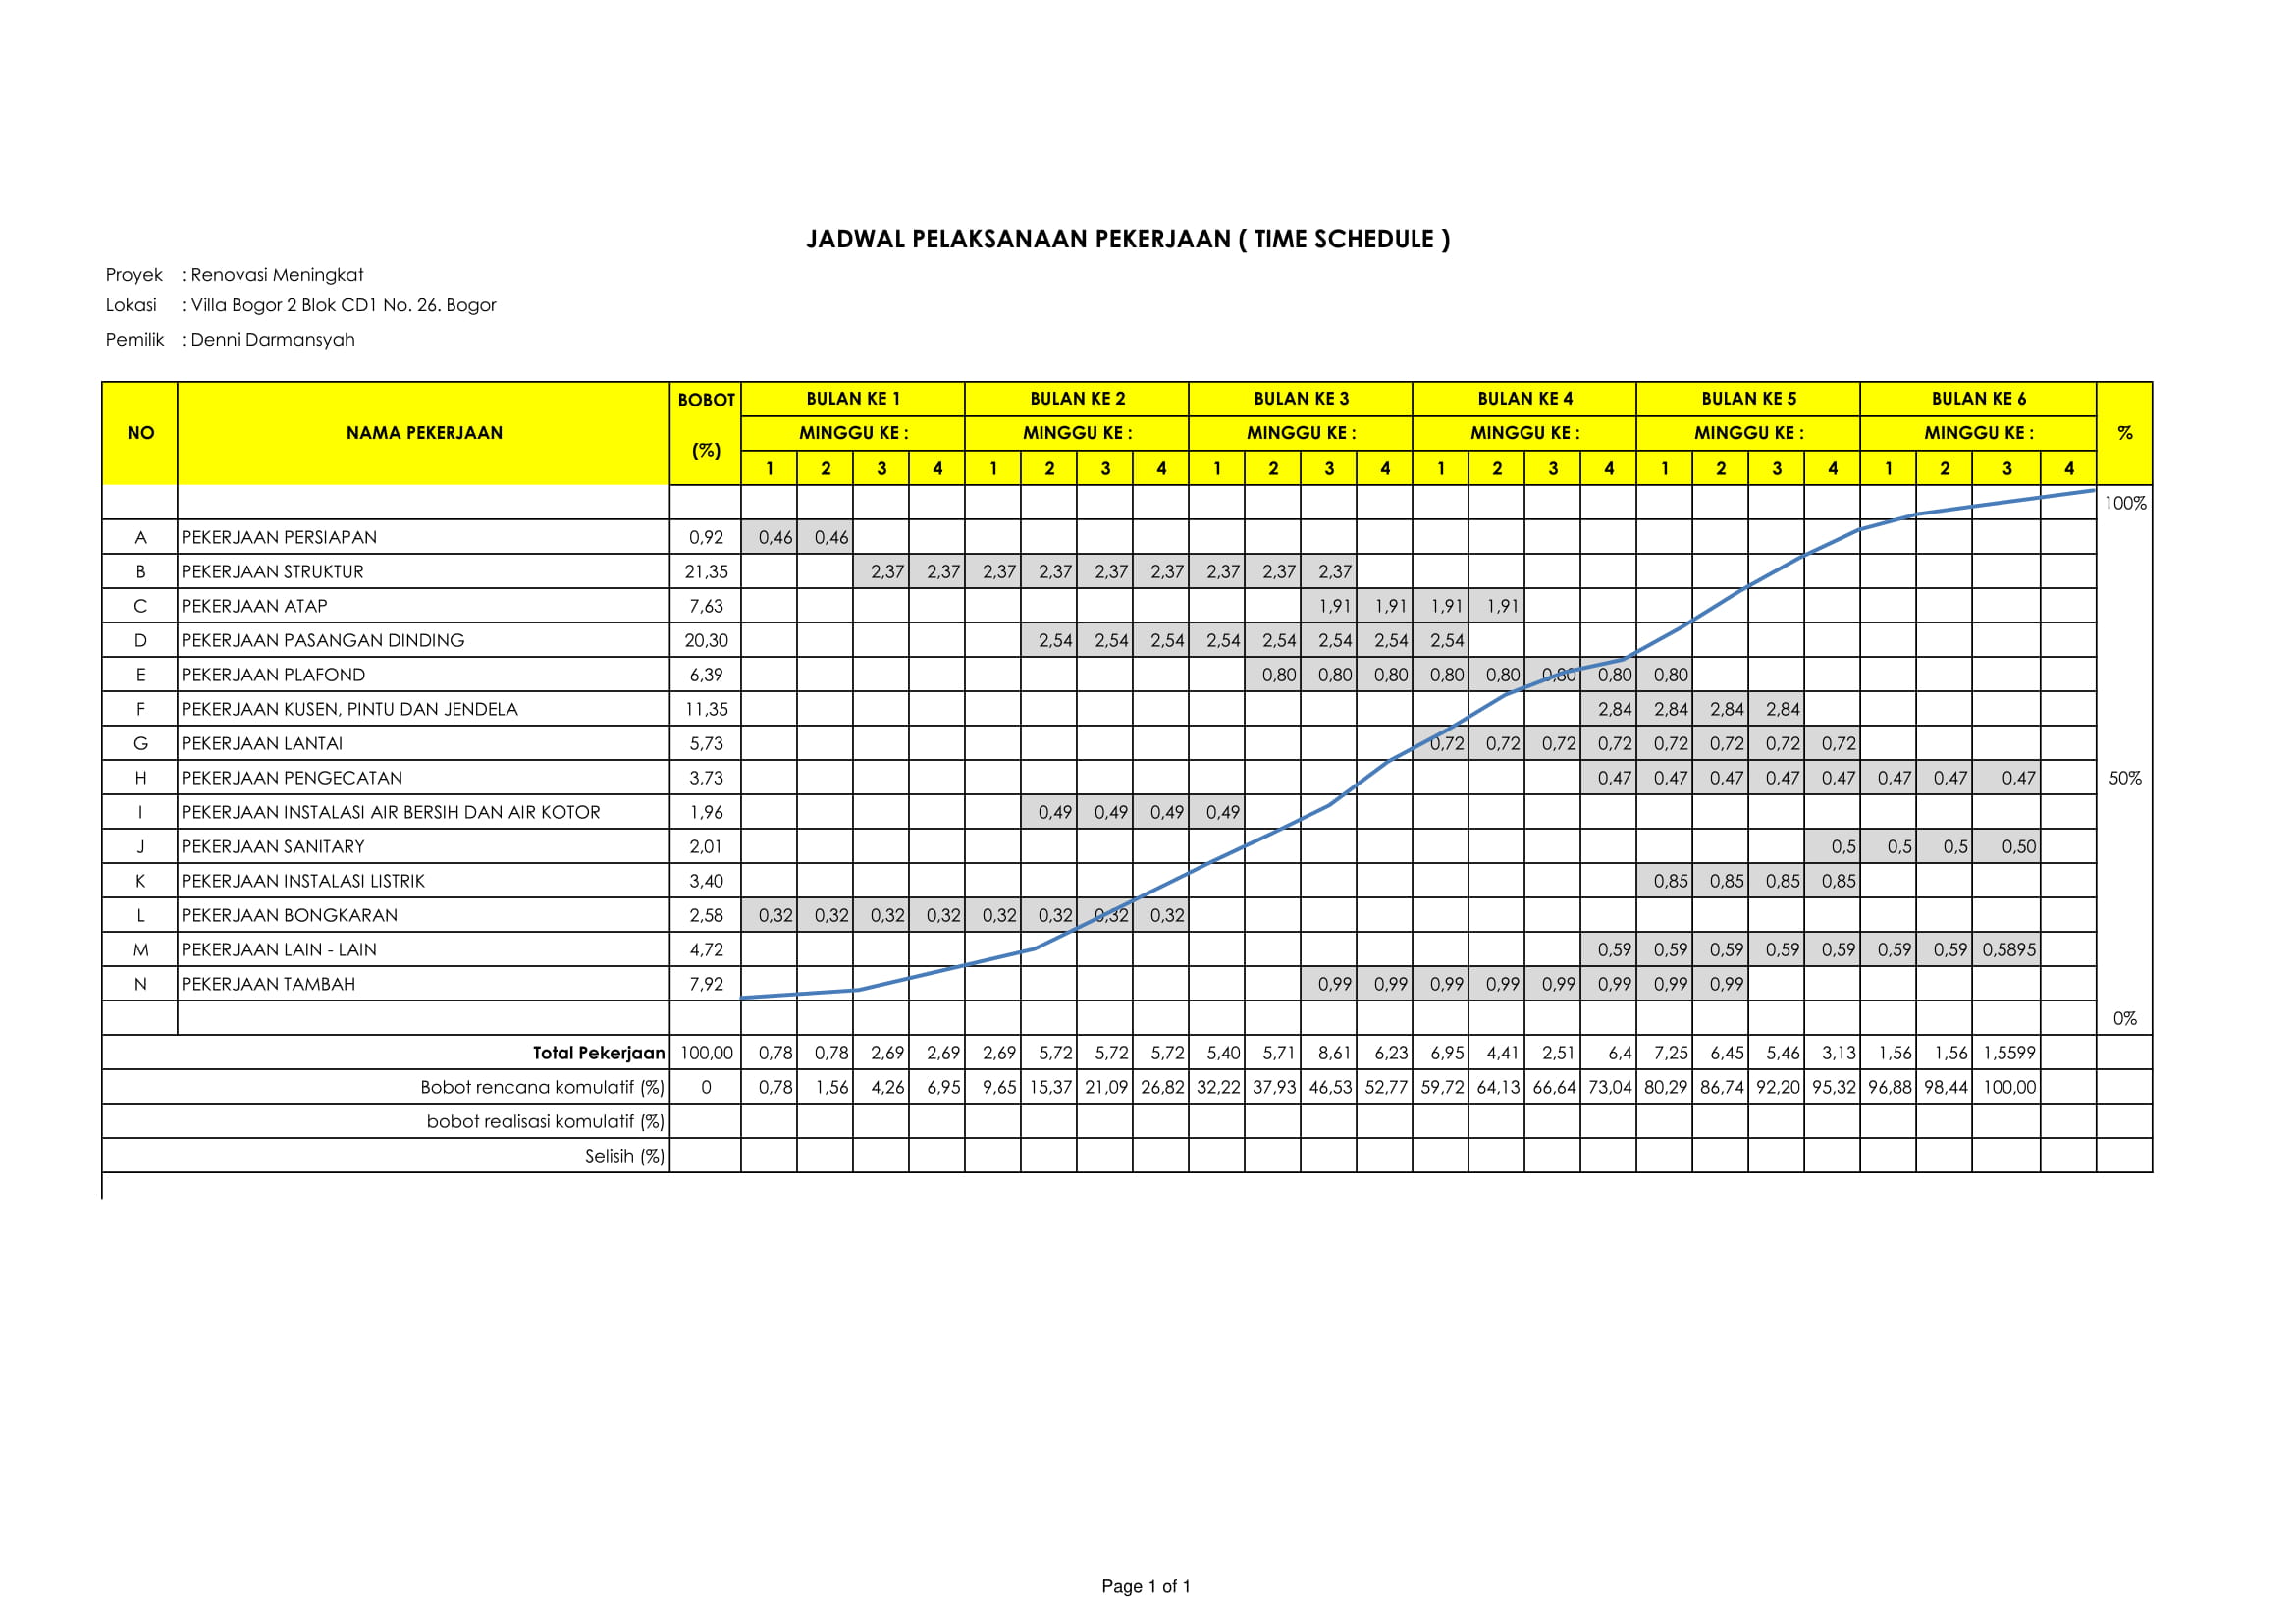 JADWAL PELAKSANAAN PEKERJAAN ( TIME SCHEDULE )
Proyek : Renovasi Meningkat
Lokasi : Villa Bogor 2 Blok CD1 No. 26. Bogor
Pemilik : Denni Darmansyah
NO NAMA PEKERJAAN BOBOT (%) BULAN KE 1 BULAN KE 2 BULAN KE 3 BULAN KE 4 BULAN KE 5 BULAN KE 6 %
MINGGU KE : MINGGU KE : MINGGU KE : MINGGU KE : MINGGU KE : MINGGU KE :
1 2 3 4 1 2 3 4 1 2 3 4 1 2 3 4 1 2 3 4 1 2 3 4
100%
A PEKERJAAN PERSIAPAN 0,92 0,46 0,46
B PEKERJAAN STRUKTUR 21,35 2,37 2,37 2,37 2,37 2,37 2,37 2,37 2,37 2,37
C PEKERJAAN ATAP 7,63 1,91 1,91 1,91 1,91
D PEKERJAAN PASANGAN DINDING 20,30 2,54 2,54 2,54 2,54 2,54 2,54 2,54 2,54
E PEKERJAAN PLAFOND 6,39 0,80 0,80 0,80 0,80 0,80 0,80 0,80 0,80
F PEKERJAAN KUSEN, PINTU DAN JENDELA 11,35 2,84 2,84 2,84 2,84
G PEKERJAAN LANTAI 5,73 0,72 0,72 0,72 0,72 0,72 0,72 0,72 0,72
H PEKERJAAN PENGECATAN 3,73 0,47 0,47 0,47 0,47 0,47 0,47 0,47 0,47 50%
I PEKERJAAN INSTALASI AIR BERSIH DAN AIR KOTOR 1,96 0,49 0,49 0,49 0,49
J PEKERJAAN SANITARY 2,01 0,5 0,5 0,5 0,50
K PEKERJAAN INSTALASI LISTRIK 3,40 0,85 0,85 0,85 0,85
L PEKERJAAN BONGKARAN 2,58 0,32 0,32 0,32 0,32 0,32 0,32 0,32 0,32
M PEKERJAAN LAIN - LAIN 4,72 0,59 0,59 0,59 0,59 0,59 0,59 0,59 0,5895
N PEKERJAAN TAMBAH 7,92 0,99 0,99 0,99 0,99 0,99 0,99 0,99 0,99
0%
Total Pekerjaan 100,00 0,78 0,78 2,69 2,69 2,69 5,72 5,72 5,72 5,40 5,71 8,61 6,23 6,95 4,41 2,51 6,4 7,25 6,45 5,46 3,13 1,56 1,56 1,5599
Bobot rencana komulatif (%) 0 0,78 1,56 4,26 6,95 9,65 15,37 21,09 26,82 32,22 37,93 46,53 52,77 59,72 64,13 66,64 73,04 80,29 86,74 92,20 95,32 96,88 98,44 100,00
bobot realisasi komulatif (%)
Selisih (%)
Page 1 of 1